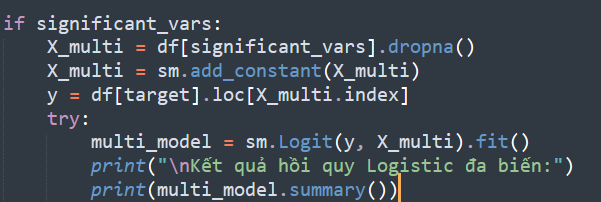 if significant_vars:
    X_multi = df[significant_vars].dropna()
    X_multi = sm.add_constant(X_multi)
    y = df[target].loc[X_multi.index]
    try:
        multi_model = sm.Logit(y, X_multi).fit()
        print("\nKết quả hồi quy Logistic đa biến:")
        print(multi_model.summary())